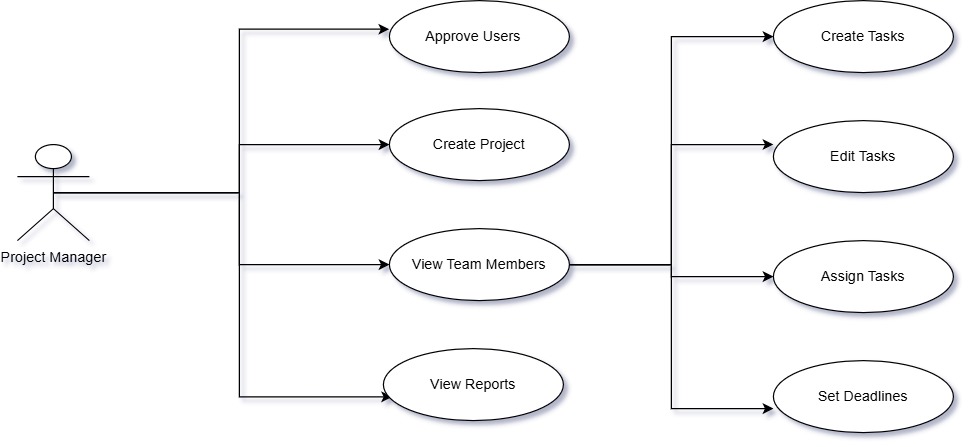 Project Manager
Approve Users
Create Project
View Team Members
View Reports
Create Tasks
Edit Tasks
Assign Tasks
Set Deadlines